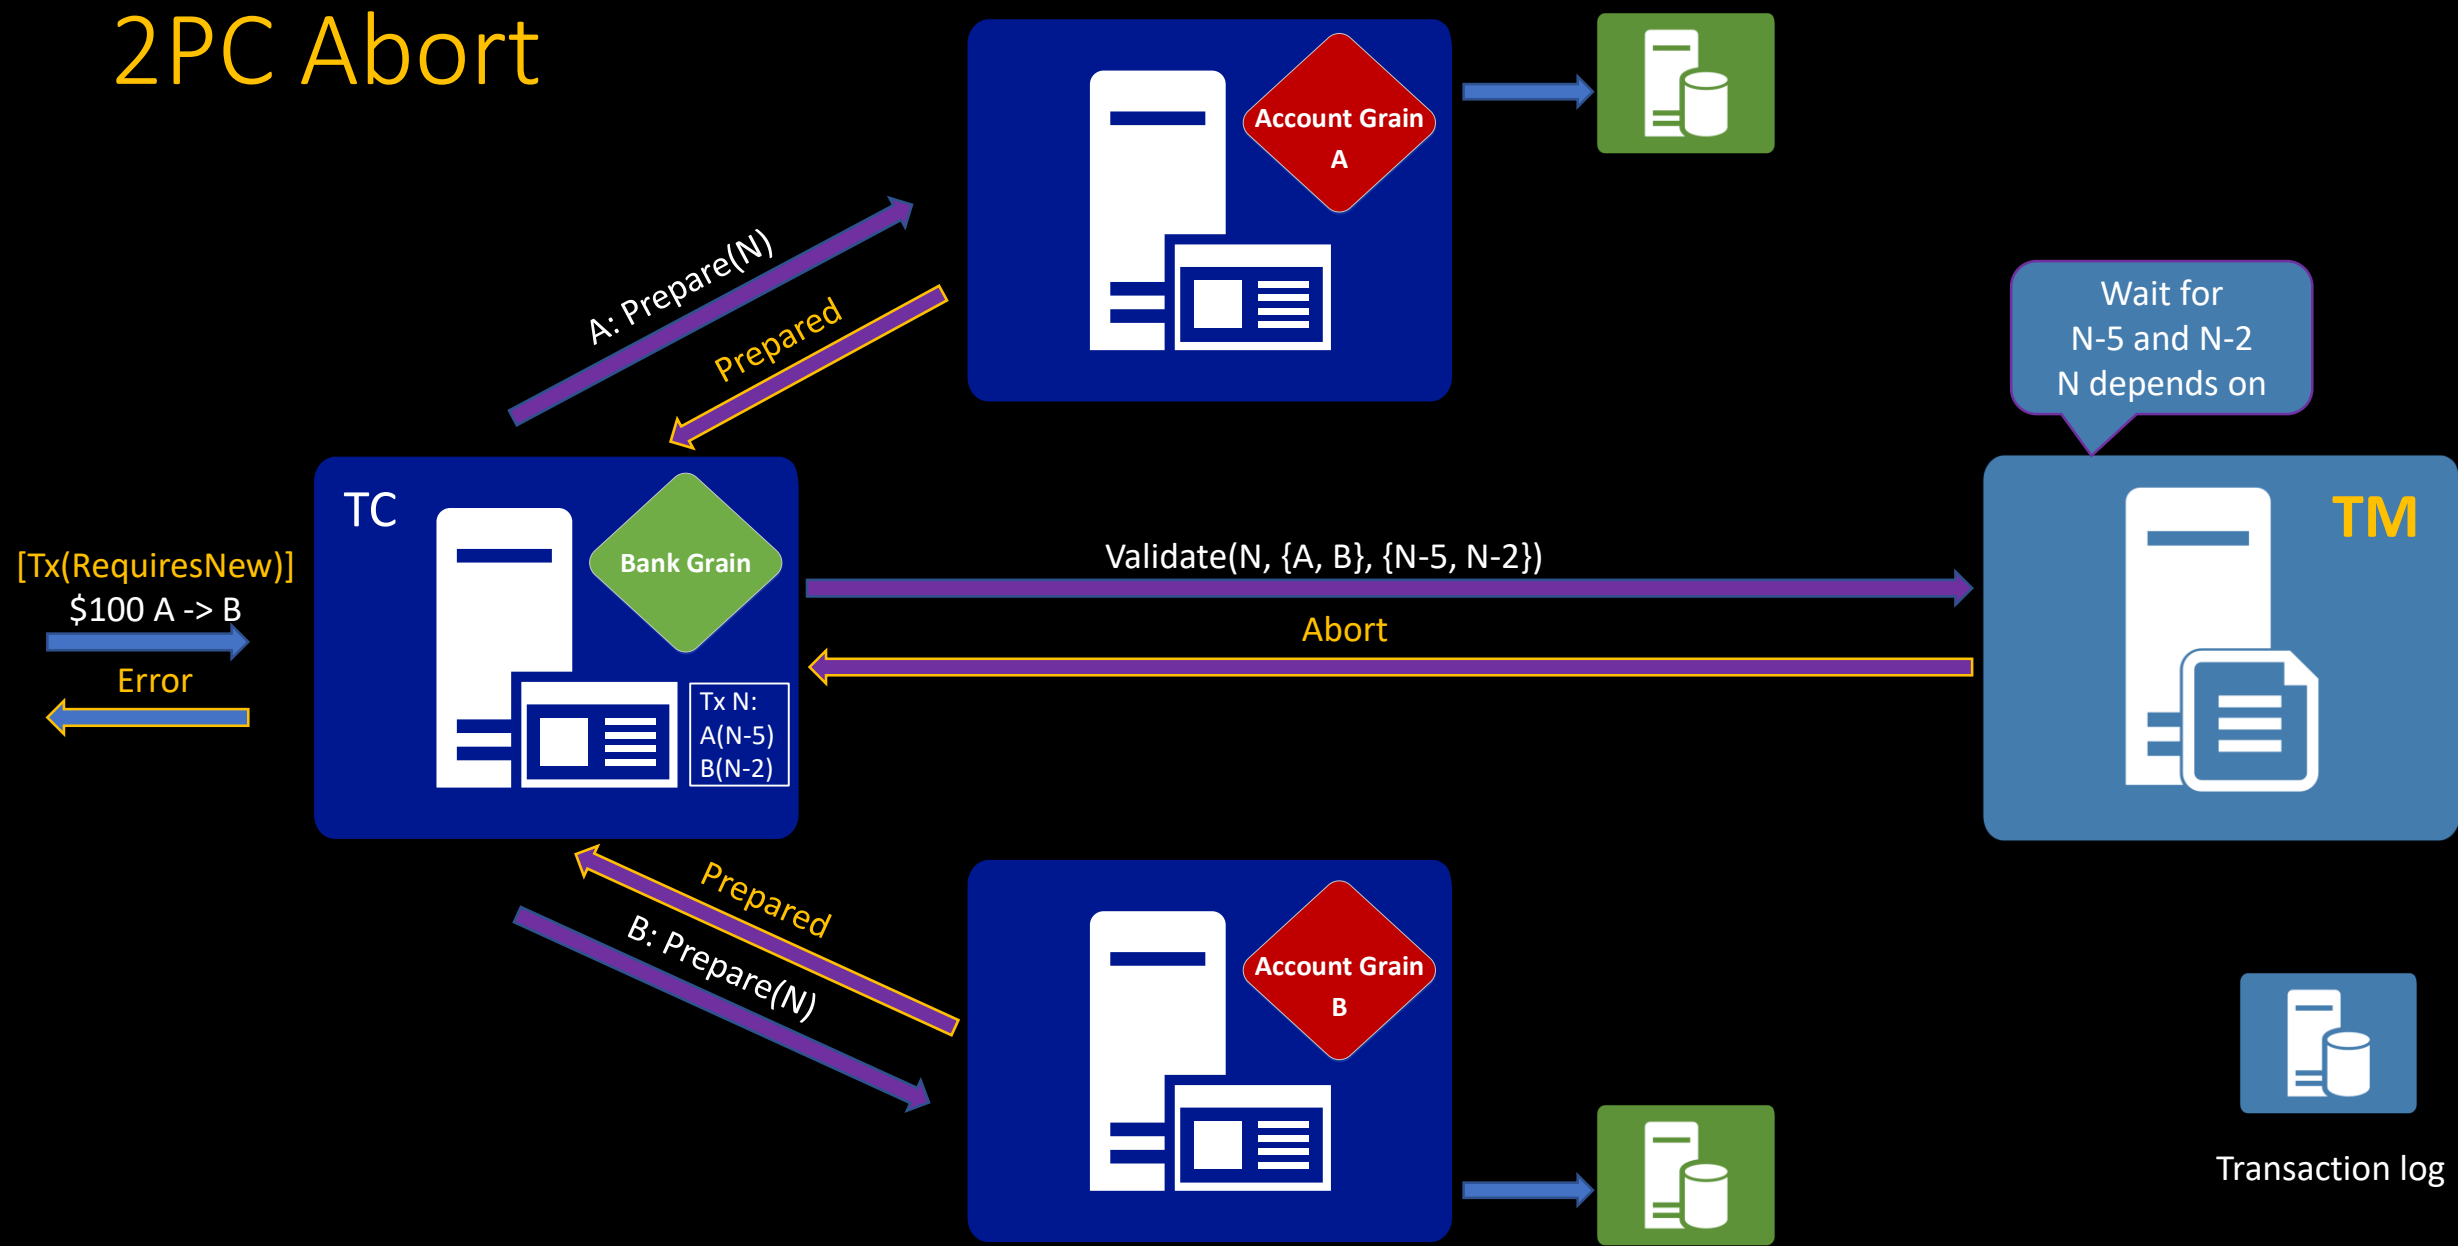 2PC Abort
Account Grain
A
A: Prepare(N)
Prepared
Wait for
N-5 and N-2
N depends on
TC
Bank Grain
TM
[Tx(RequiresNew)]
$100 A -> B
Error
Validate(N, {A, B}, {N-5, N-2})
Abort
Tx N:
A(N-5)
B(N-2)
Prepared
B: Prepare(N)
Account Grain
B
Transaction log